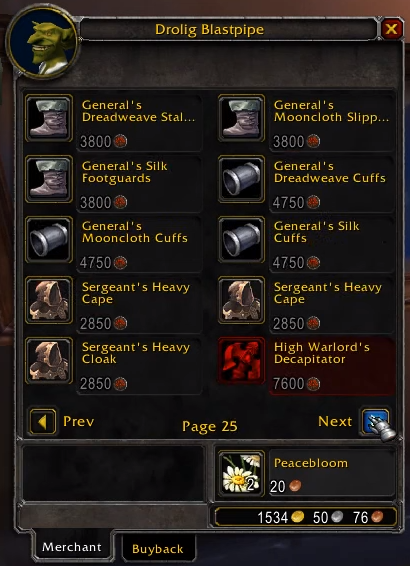 Drolig Blastpipe
General's
Dreadweave Stal...
3800
General's
Mooncloth Slipp...
3800
General's Silk
Footguards
3800
General's
Dreadweave Cuffs
4750
General's
Mooncloth Cuffs
4750
General's Silk
Cuffs
4750
Sergeant's Heavy
Cape
2850
Sergeant's Heavy
Cape
2850
Sergeant's Heavy
Cloak
2850
High Warlord's
Decapitator
7600
Prev
Page 25
Next
2
Peacebloom
20
1534 50 76
Merchant
Buyback